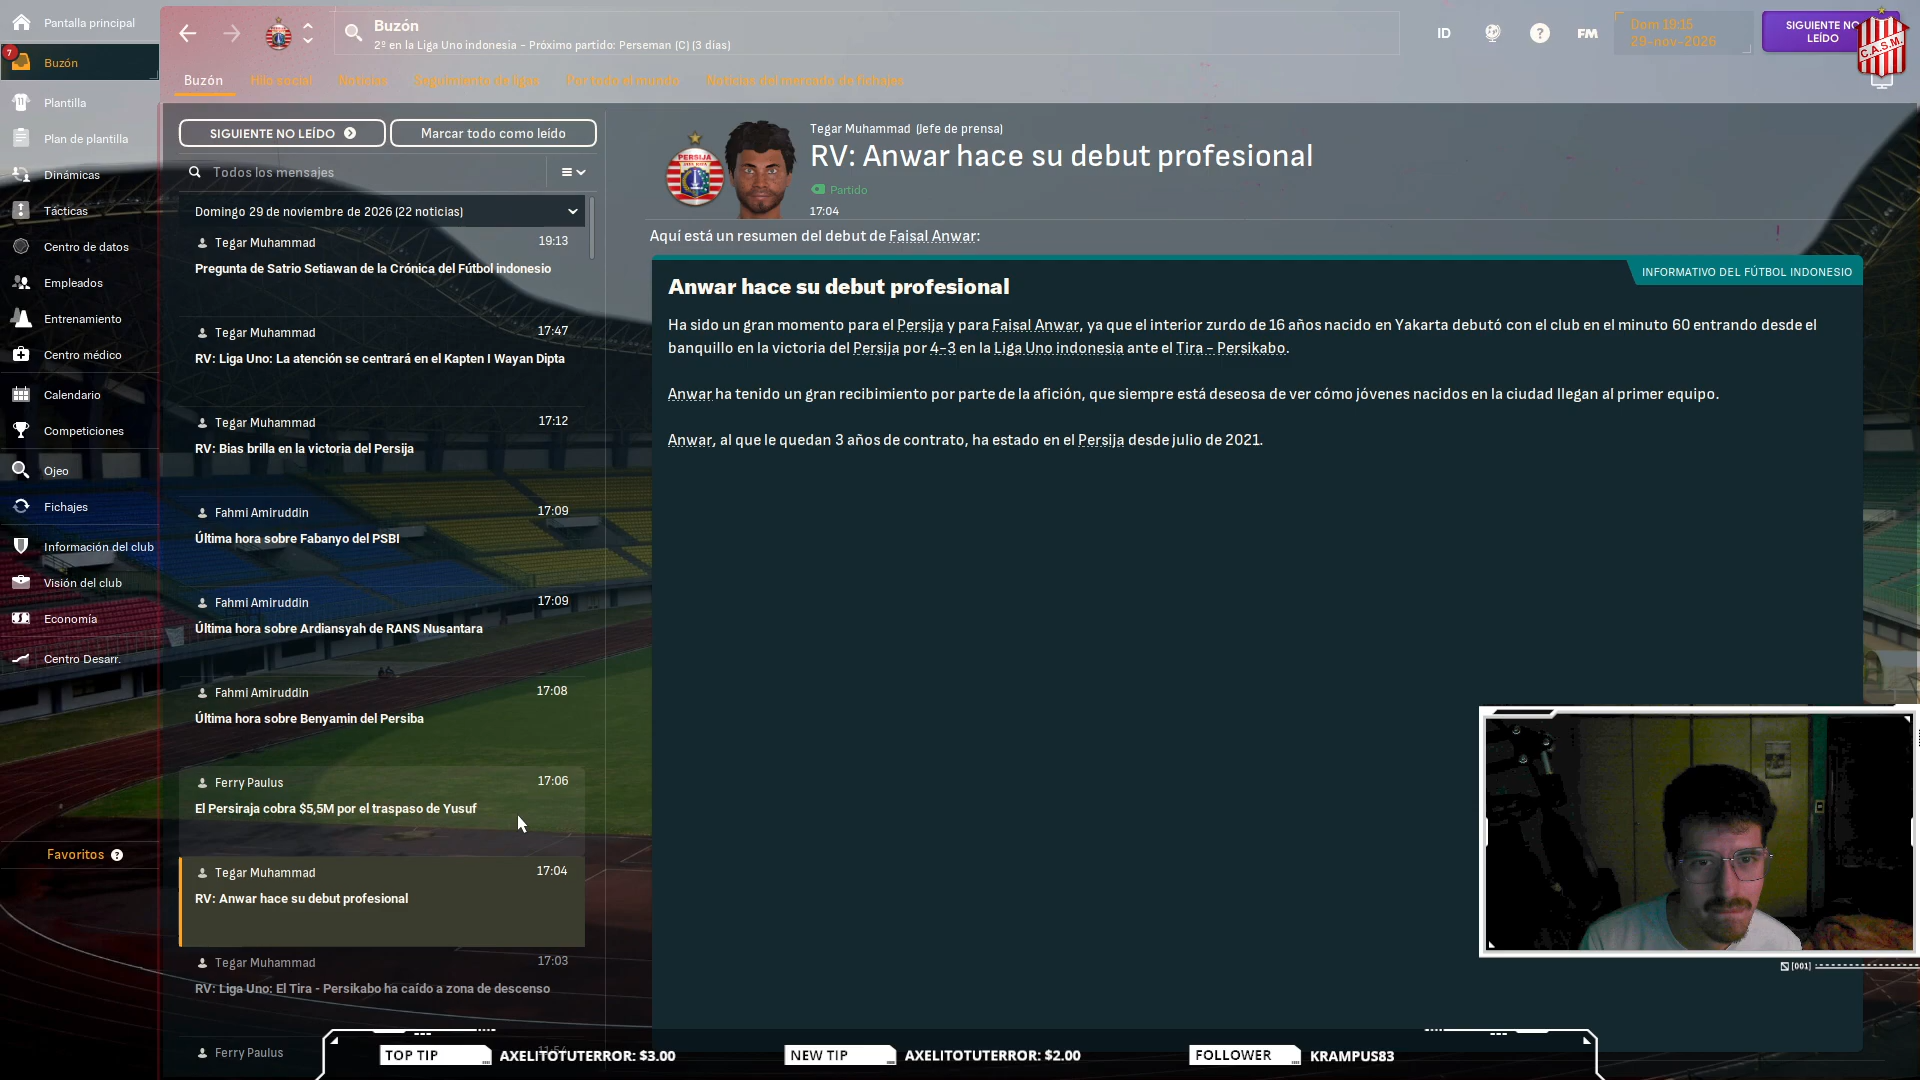 Pantalla principal
7
Buzón
Plantilla
Plan de plantilla
Dinámicas
Tácticas
Centro de datos
Empleados
Entrenamiento
Centro médico
Calendario
Competiciones
Ojeo
Fichajes
Información del club
Visión del club
Economía
Centro Desarr.
Favoritos ?
Buzón
2º en la Liga Uno indonesia - Próximo partido: Perseman (C) (3 días)
ID
?
FM
Dom 19:15
29-nov-2026
SIGUIENTE NO
LEÍDO
C.A.S.M.
Buzón Hilo social Noticias Seguimiento de ligas Por todo el mundo Noticias del mercado de fichajes
SIGUIENTE NO LEÍDO
Marcar todo como leído
Todos los mensajes
Domingo 29 de noviembre de 2026 (22 noticias)
Tegar Muhammad 19:13
Pregunta de Satrio Setiawan de la Crónica del Fútbol indonesio
Tegar Muhammad 17:47
RV: Liga Uno: La atención se centrará en el Kapten I Wayan Dipta
Tegar Muhammad 17:12
RV: Bias brilla en la victoria del Persija
Fahmi Amiruddin 17:09
Última hora sobre Fabanyo del PSBI
Fahmi Amiruddin 17:09
Última hora sobre Ardiansyah de RANS Nusantara
Fahmi Amiruddin 17:08
Última hora sobre Benyamin del Persiba
Ferry Paulus 17:06
El Persiraja cobra $5,5M por el traspaso de Yusuf
Tegar Muhammad 17:04
RV: Anwar hace su debut profesional
Tegar Muhammad 17:03
RV: Liga Uno: El Tira - Persikabo ha caído a zona de descenso
Ferry Paulus 11:54
PERSIJA
Tegar Muhammad (Jefe de prensa)
RV: Anwar hace su debut profesional
Partido
17:04
Aquí está un resumen del debut de Faisal Anwar:
INFORMATIVO DEL FÚTBOL INDONESIO
Anwar hace su debut profesional
Ha sido un gran momento para el Persija y para Faisal Anwar, ya que el interior zurdo de 16 años nacido en Yakarta debutó con el club en el minuto 60 entrando desde el
banquillo en la victoria del Persija por 4-3 en la Liga Uno indonesia ante el Tira - Persikabo.
Anwar ha tenido un gran recibimiento por parte de la afición, que siempre está deseosa de ver cómo jóvenes nacidos en la ciudad llegan al primer equipo.
Anwar, al que le quedan 3 años de contrato, ha estado en el Persija desde julio de 2021.
[001]
TOP TIP AXELITOTUTERROR: $3.00
NEW TIP AXELITOTUTERROR: $2.00
FOLLOWER KRAMPUS83